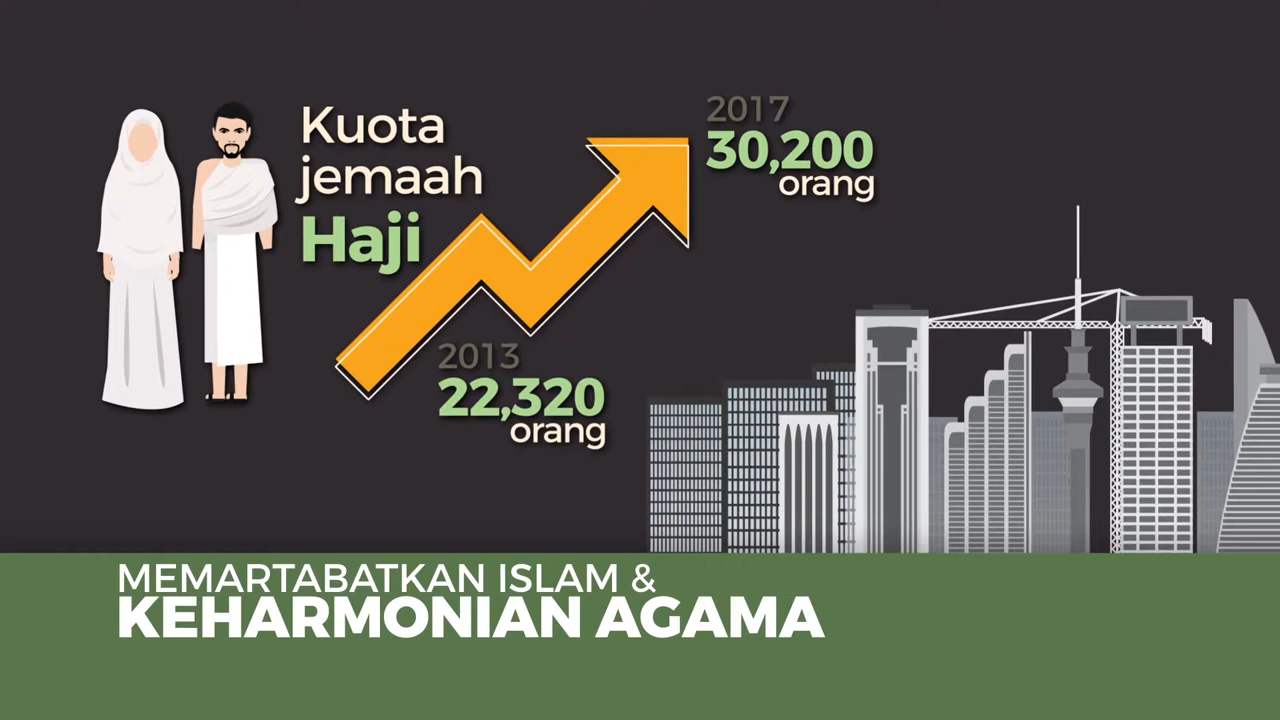 Kuota
jemaah
Haji
2017
30,200
orang
2013
22,320
orang
MEMARTABATKAN ISLAM &
KEHARMONIAN AGAMA